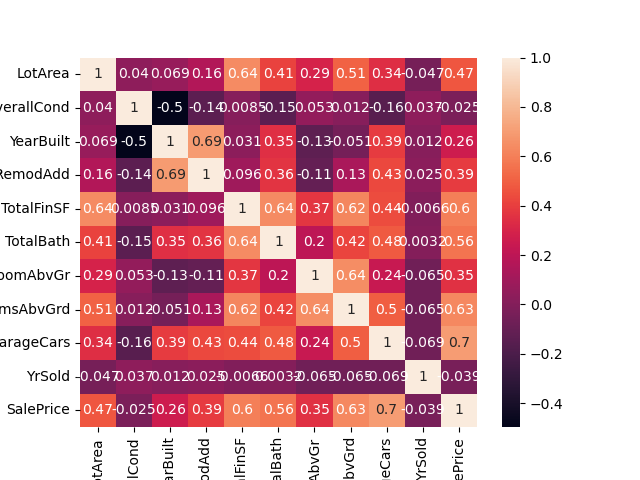 LotArea 1 0.04 0.069 0.16 0.64 0.41 0.29 0.51 0.34 -0.047 0.47
verallCond 0.04 1 -0.5 -0.14 0.0085 -0.15 0.053 0.012 -0.16 0.037 0.025
YearBuilt 0.069 -0.5 1 0.69 0.031 0.35 -0.13 -0.051 0.39 0.012 0.26
RemodAdd 0.16 -0.14 0.69 1 0.096 0.36 -0.11 0.13 0.43 0.025 0.39
TotalFinSF 0.64 0.0085 0.031 0.096 1 0.64 0.37 0.62 0.44 0.0066 0.6
TotalBath 0.41 -0.15 0.35 0.36 0.64 1 0.2 0.42 0.48 0.0032 0.56
oomAbvGr 0.29 0.053 -0.13 -0.11 0.37 0.2 1 0.64 0.24 -0.065 0.35
msAbvGrd 0.51 0.012 0.051 0.13 0.62 0.42 0.64 1 0.5 -0.065 0.63
arageCars 0.34 -0.16 0.39 0.43 0.44 0.48 0.24 0.5 1 0.069 0.7
YrSold -0.047 0.037 0.012 0.025 0.0066 0.0032 0.065 0.065 0.069 1 -0.039
SalePrice 0.47 -0.025 0.26 0.39 0.6 0.56 0.35 0.63 0.7 -0.039 1
otArea
llCond
arBuilt
odAdd
alFinSF
alBath
AbvGr
bvGrd
eCars
YrSold
ePrice
1.0
0.8
0.6
0.4
0.2
0.0
−0.2
−0.4